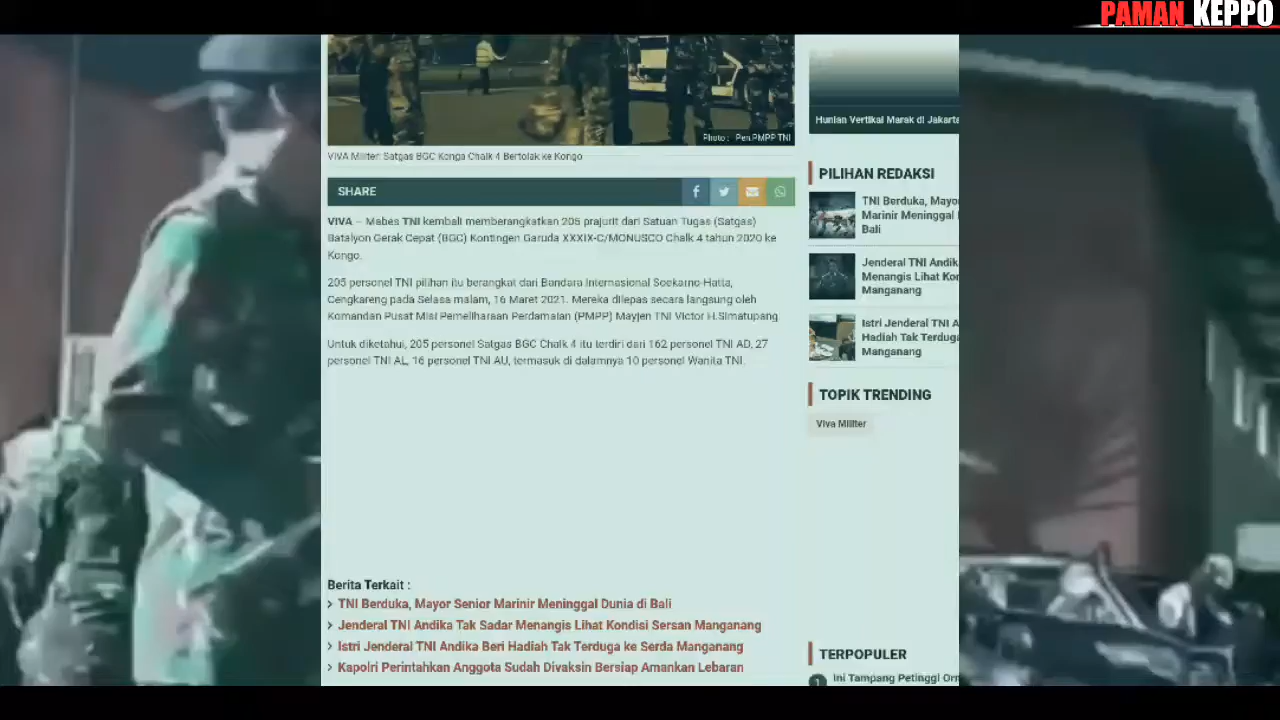 PAMAN KEPPO
Photo : Pen.PMPP TNI
VIVA Militer: Satgas BGC Konga Chalk 4 Bertolak ke Kongo
SHARE
VIVA – Mabes TNI kembali memberangkatkan 205 prajurit dari Satuan Tugas (Satgas)
Batalyon Gerak Cepat (BGC) Kontingen Garuda XXXIX-C/MONUSCO Chalk 4 tahun 2020 ke
Kongo.
205 personel TNI pilihan itu berangkat dari Bandara Internasional Soekarno-Hatta,
Cengkareng pada Selasa malam, 16 Maret 2021. Mereka dilepas secara langsung oleh
Komandan Pusat Misi Pemeliharaan Perdamaian (PMPP) Mayjen TNI Victor H.Simatupang
Untuk diketahui, 205 personel Satgas BGC Chalk 4 itu terdiri dari 162 personel TNI AD, 27
personel TNI AL, 16 personel TNI AU, termasuk di dalamnya 10 personel Wanita TNI.
Berita Terkait :
TNI Berduka, Mayor Senior Marinir Meninggal Dunia di Bali
Jenderal TNI Andika Tak Sadar Menangis Lihat Kondisi Sersan Manganang
Istri Jenderal TNI Andika Beri Hadiah Tak Terduga ke Serda Manganang
Kapolri Perintahkan Anggota Sudah Divaksin Bersiap Amankan Lebaran
Hunian Vertikal Marak di Jakarta
PILIHAN REDAKSI
TNI Berduka, Mayo
Marinir Meninggal
Bali
Jenderal TNI Andik
Menangis Lihat Kon
Manganang
Istri Jenderal TNI A
Hadiah Tak Terduga
Manganang
TOPIK TRENDING
Viva Militer
TERPOPULER
1 Ini Tampang Petinggi Orm